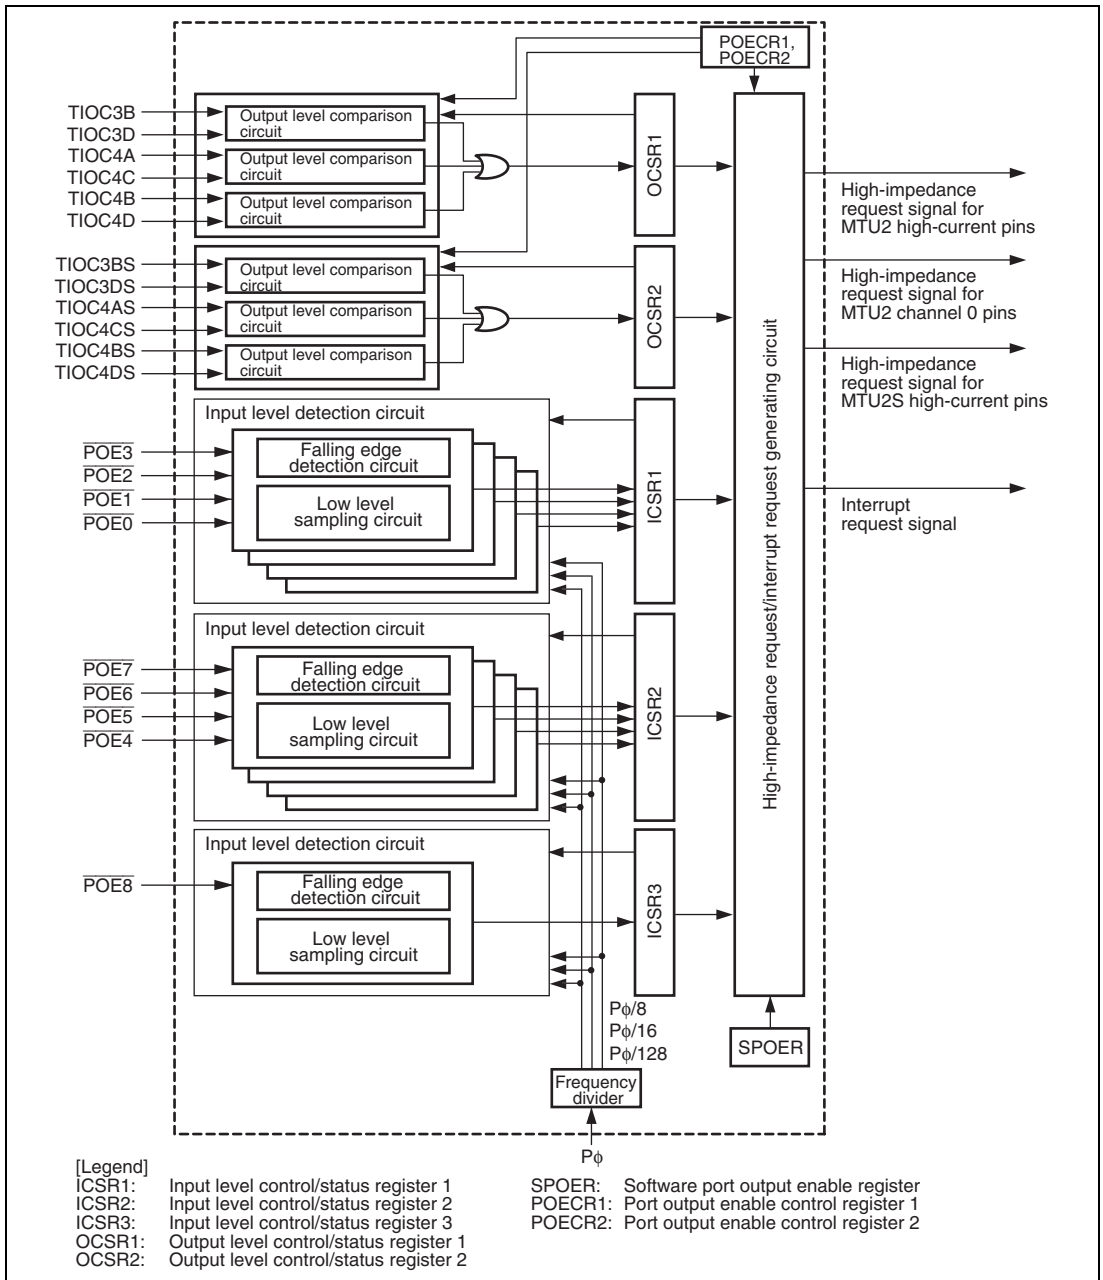 POECR1,
POECR2
TIOC3B
TIOC3D
TIOC4A
TIOC4C
TIOC4B
TIOC4D
Output level comparison
circuit
Output level comparison
circuit
Output level comparison
circuit
OCSR1
TIOC3BS
TIOC3DS
TIOC4AS
TIOC4CS
TIOC4BS
TIOC4DS
Output level comparison
circuit
Output level comparison
circuit
Output level comparison
circuit
OCSR2
Input level detection circuit
POE3
POE2
POE1
POE0
Falling edge
detection circuit
Low level
sampling circuit
ICSR1
Input level detection circuit
POE7
POE6
POE5
POE4
Falling edge
detection circuit
Low level
sampling circuit
ICSR2
Input level detection circuit
POE8
Falling edge
detection circuit
Low level
sampling circuit
ICSR3
High-impedance request/interrupt request generating circuit
High-impedance
request signal for
MTU2 high-current pins
High-impedance
request signal for
MTU2 channel 0 pins
High-impedance
request signal for
MTU2S high-current pins
Interrupt
request signal
Pϕ/8
Pϕ/16
Pϕ/128
Frequency
divider
SPOER
Pϕ
[Legend]
ICSR1: Input level control/status register 1
ICSR2: Input level control/status register 2
ICSR3: Input level control/status register 3
OCSR1: Output level control/status register 1
OCSR2: Output level control/status register 2
SPOER: Software port output enable register
POECR1: Port output enable control register 1
POECR2: Port output enable control register 2